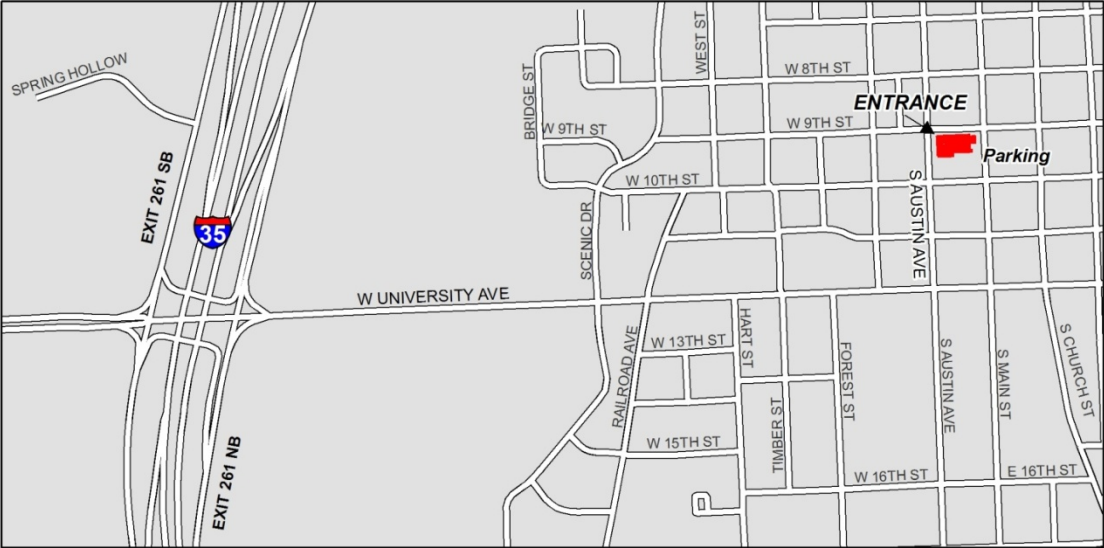 SPRING HOLLOW
BRIDGE ST
WEST ST
W 8TH ST
ENTRANCE
W 9TH ST
W 9TH ST
Parking
EXIT 261 SB
W 10TH ST
S AUSTIN AVE
35
SCENIC DR
W UNIVERSITY AVE
HART ST
W 13TH ST
RAILROAD AVE
FOREST ST
S AUSTIN AVE
S MAIN ST
S CHURCH ST
TIMBER ST
W 15TH ST
EXIT 261 NB
W 16TH ST
E 16TH ST